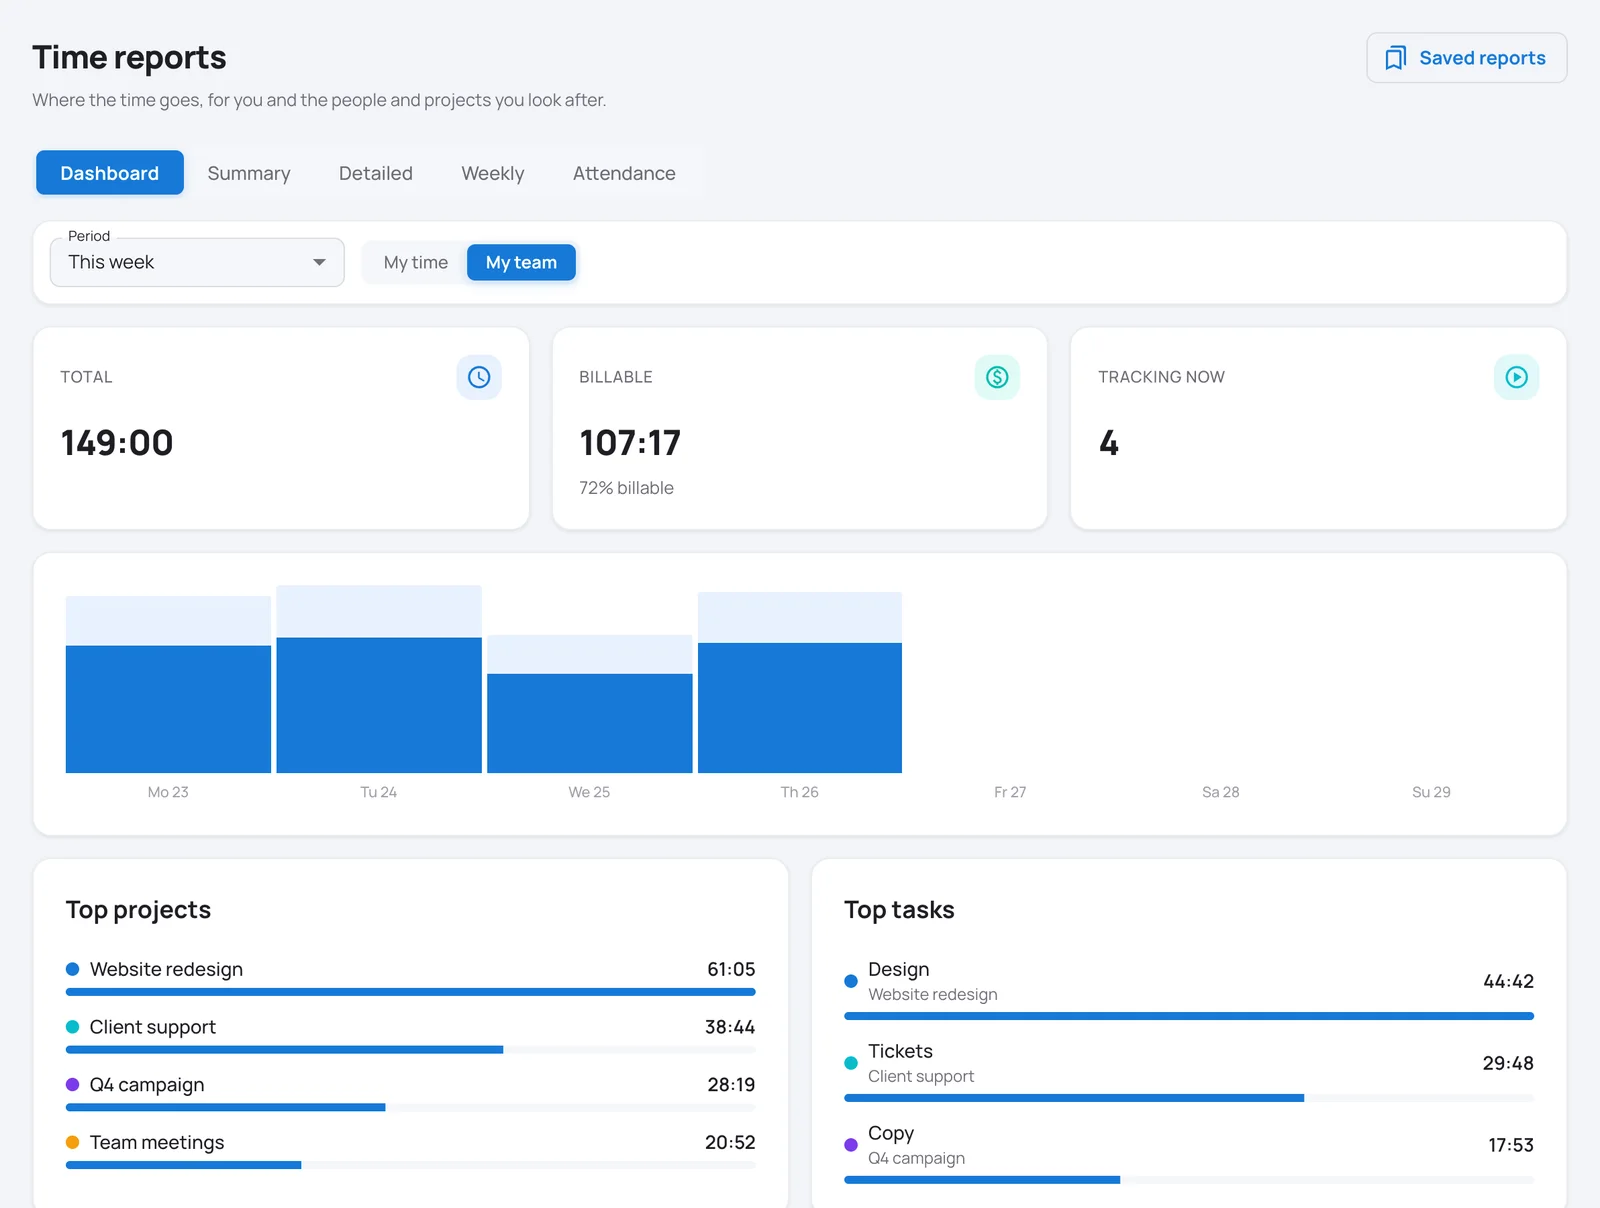 Time reports
Saved reports
Where the time goes, for you and the people and projects you look after.
Dashboard
Summary
Detailed
Weekly
Attendance
Period
This week
My time
My team
TOTAL
149:00
BILLABLE
107:17
72% billable
TRACKING NOW
4
Mo 23
Tu 24
We 25
Th 26
Fr 27
Sa 28
Su 29
Top projects
Website redesign
61:05
Client support
38:44
Q4 campaign
28:19
Team meetings
20:52
Top tasks
Design
Website redesign
44:42
Tickets
Client support
29:48
Copy
Q4 campaign
17:53